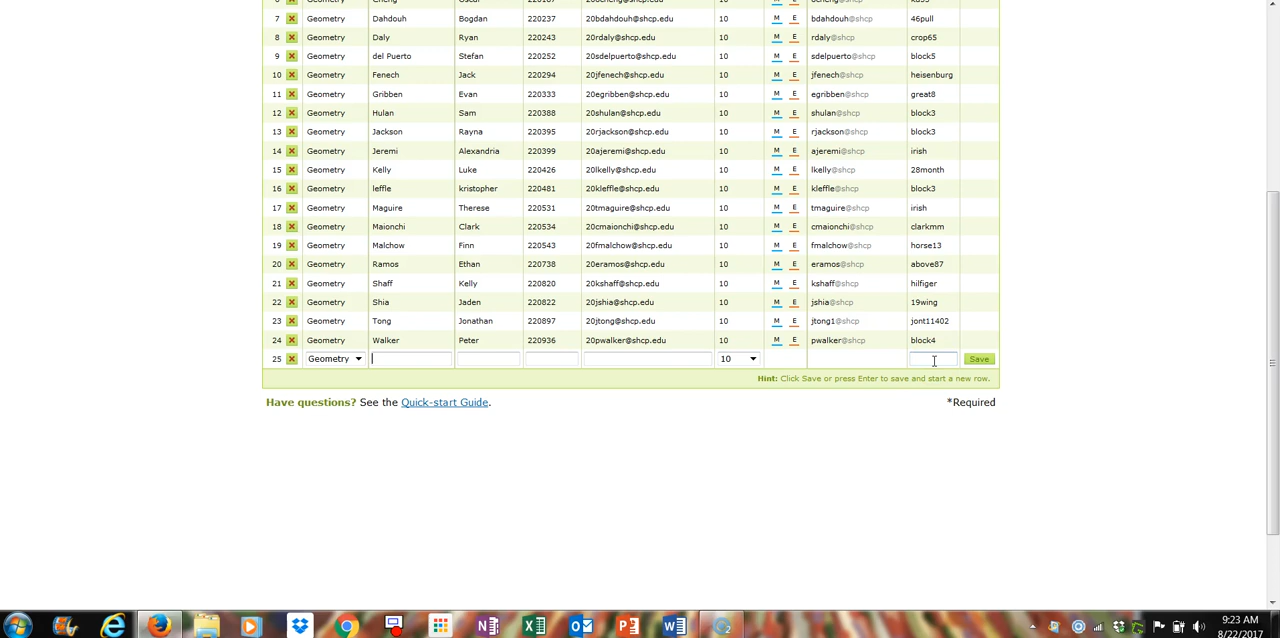 7 Geometry Dahdouh Bogdan 220237 20bdahdouh@shcp.edu 10 M E bdahdouh@shcp 46pull
8 Geometry Daly Ryan 220243 20rdaly@shcp.edu 10 M E rdaly@shcp crop65
9 Geometry del Puerto Stefan 220252 20sdelpuerto@shcp.edu 10 M E sdelpuerto@shcp block5
10 Geometry Fenech Jack 220294 20jfenech@shcp.edu 10 M E jfenech@shcp heisenburg
11 Geometry Gribben Evan 220333 20egribben@shcp.edu 10 M E egribben@shcp great8
12 Geometry Hulan Sam 220388 20shulan@shcp.edu 10 M E shulan@shcp block3
13 Geometry Jackson Rayna 220395 20rjackson@shcp.edu 10 M E rjackson@shcp block3
14 Geometry Jeremi Alexandria 220399 20ajeremi@shcp.edu 10 M E ajeremi@shcp irish
15 Geometry Kelly Luke 220426 20lkelly@shcp.edu 10 M E lkelly@shcp 28month
16 Geometry leffle kristopher 220481 20kleffle@shcp.edu 10 M E kleffle@shcp block3
17 Geometry Maguire Therese 220531 20tmaguire@shcp.edu 10 M E tmaguire@shcp irish
18 Geometry Maionchi Clark 220534 20cmaionchi@shcp.edu 10 M E cmaionchi@shcp clarkmm
19 Geometry Malchow Finn 220543 20fmalchow@shcp.edu 10 M E fmalchow@shcp horse13
20 Geometry Ramos Ethan 220738 20eramos@shcp.edu 10 M E eramos@shcp above87
21 Geometry Shaff Kelly 220820 20kshaff@shcp.edu 10 M E kshaff@shcp hilfiger
22 Geometry Shia Jaden 220822 20jshia@shcp.edu 10 M E jshia@shcp 19wing
23 Geometry Tong Jonathan 220897 20jtong@shcp.edu 10 M E jtong1@shcp jont11402
24 Geometry Walker Peter 220936 20pwalker@shcp.edu 10 M E pwalker@shcp block4
25 Geometry 10 Save
Hint: Click Save or press Enter to save and start a new row.
Have questions? See the Quick-start Guide. *Required
9:23 AM
8/22/2017